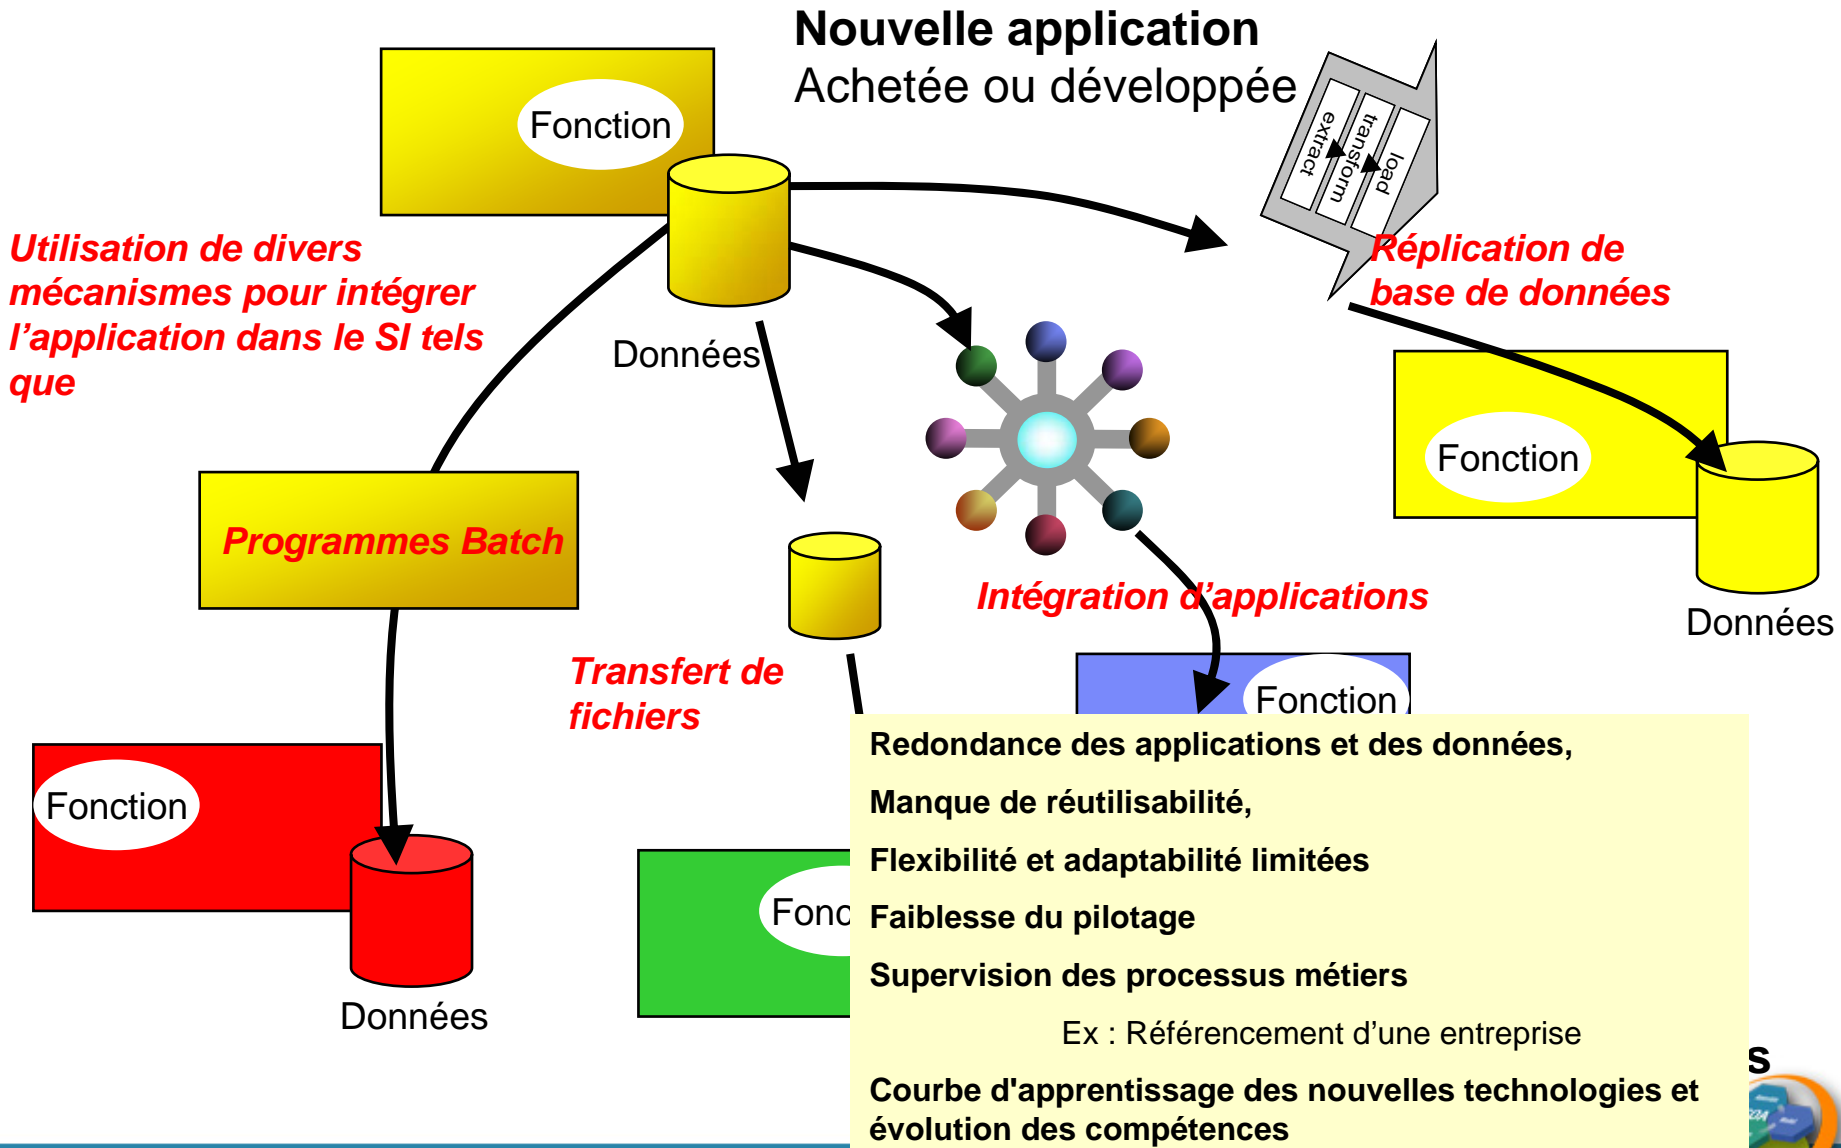 Nouvelle application
Achetée ou développée
Fonction
extract
transform
load
Utilisation de divers
mécanismes pour intégrer
l’application dans le SI tels
que
Réplication de
base de données
Données
Fonction
Programmes Batch
Intégration d’applications
Données
Transfert de
fichiers
Fonction
Redondance des applications et des données,
Fonction
Manque de réutilisabilité,
Flexibilité et adaptabilité limitées
Fonc
Faiblesse du pilotage
Supervision des processus métiers
Données
Ex : Référencement d’une entreprise
s
Courbe d'apprentissage des nouvelles technologies et
évolution des compétences